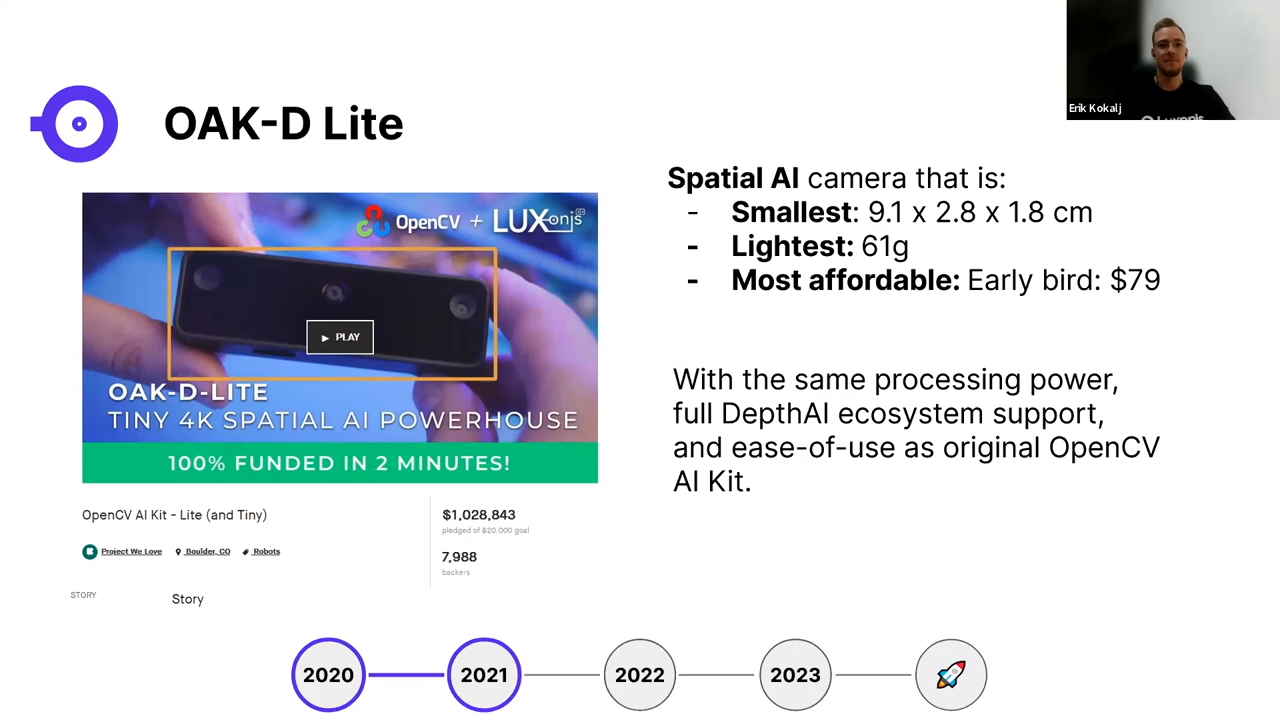 OAK-D Lite
Erik Kokalj
Luxonis
OpenCV + LUXonis
PLAY
OAK-D-LITE
TINY 4K SPATIAL AI POWERHOUSE
100% FUNDED IN 2 MINUTES!
OpenCV AI Kit - Lite (and Tiny)
Project We Love Boulder, CO Robots
$1,028,843
pledged of $20,000 goal
7,988
backers
STORY
Story
Spatial AI camera that is:
- Smallest: 9.1 x 2.8 x 1.8 cm
- Lightest: 61g
- Most affordable: Early bird: $79
With the same processing power,
full DepthAI ecosystem support,
and ease-of-use as original OpenCV
AI Kit.
2020 2021 2022 2023